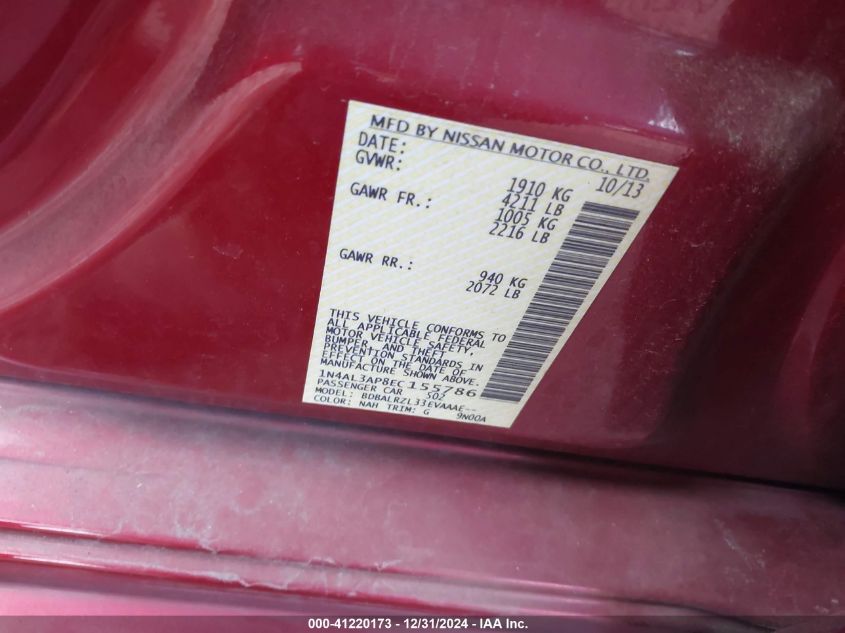 MFD BY NISSAN MOTOR CO., LTD.
DATE: 10/13
GVWR: 1910 KG
4211 LB
GAWR FR.: 1005 KG
2216 LB
GAWR RR.: 940 KG
2072 LB
THIS VEHICLE CONFORMS TO
ALL APPLICABLE FEDERAL
MOTOR VEHICLE SAFETY,
BUMPER, AND THEFT
PREVENTION STANDARDS IN
EFFECT ON THE DATE OF
MANUFACTURE SHOWN ABOVE.
1N4AL3AP8EC155786
PASSENGER CAR S02
MODEL: BDBALRZL33EVAAAE--
COLOR: NAH TRIM: G 9N00A
000-41220173 - 12/31/2024 - IAA Inc.